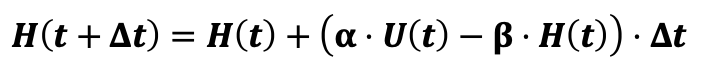 H(t + Δt) = H(t) + (α · U(t) − β · H(t)) · Δt